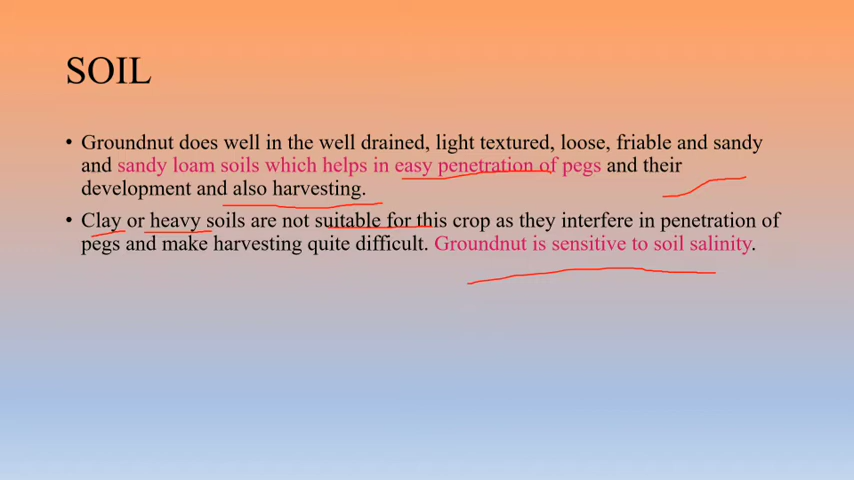 SOIL
• Groundnut does well in the well drained, light textured, loose, friable and sandy
and sandy loam soils which helps in easy penetration of pegs and their
development and also harvesting.
• Clay or heavy soils are not suitable for this crop as they interfere in penetration of
pegs and make harvesting quite difficult. Groundnut is sensitive to soil salinity.